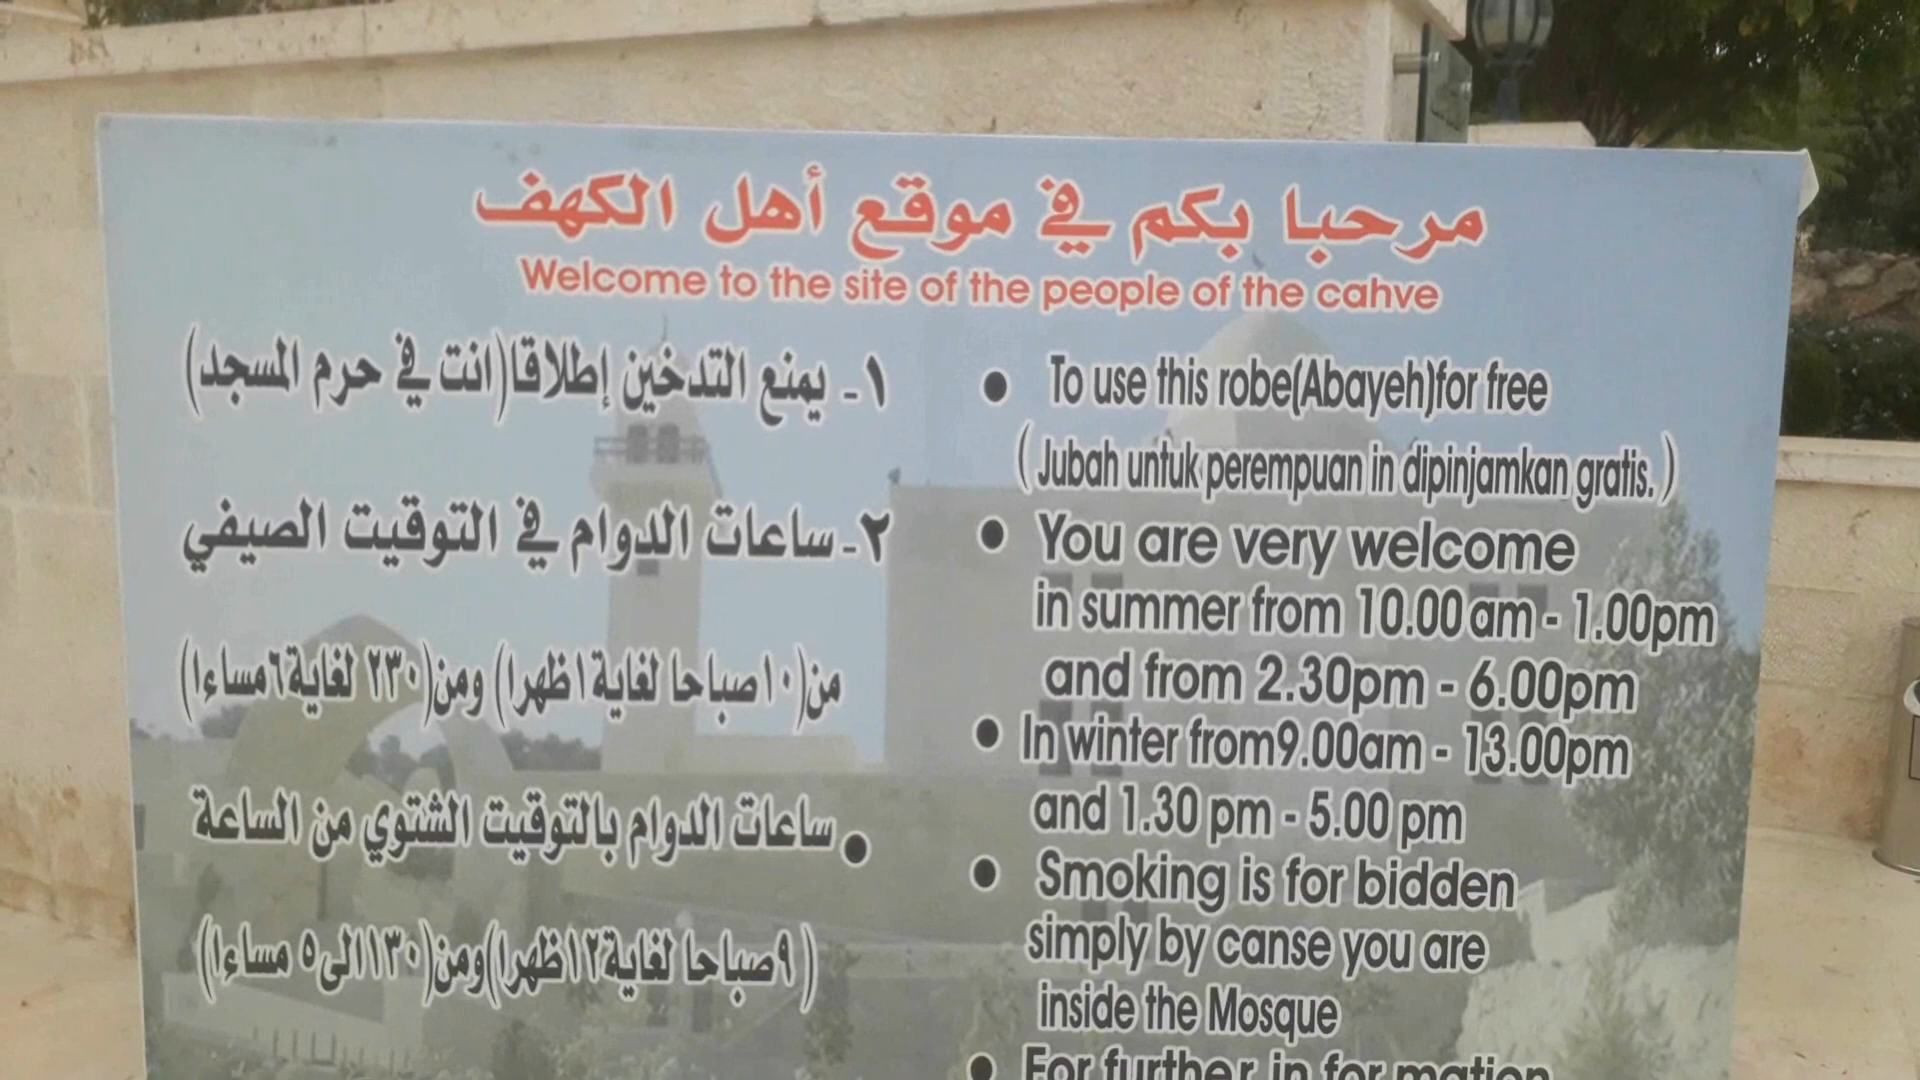 مرحبا بكم في موقع أهل الكهف
Welcome to the site of the people of the cahve
١- يمنع التدخين إطلاقا(انت في حرم المسجد)
٢- ساعات الدوام في التوقيت الصيفي
من(١٠صباحا لغاية١ظهرا) ومن(٢٣٠ لغاية٦مساءا)
• ساعات الدوام بالتوقيت الشتوي من الساعة
(٩صباحا لغاية١٢ظهرا)ومن(١٣٠الى٥ مساءا)
• To use this robe(Abayeh)for free
( Jubah untuk perempuan in dipinjamkan gratis. )
• You are very welcome
in summer from 10.00 am - 1.00pm
and from 2.30pm - 6.00pm
• In winter from9.00am - 13.00pm
and 1.30 pm - 5.00 pm
• Smoking is for bidden
simply by canse you are
inside the Mosque
• For further in for mation